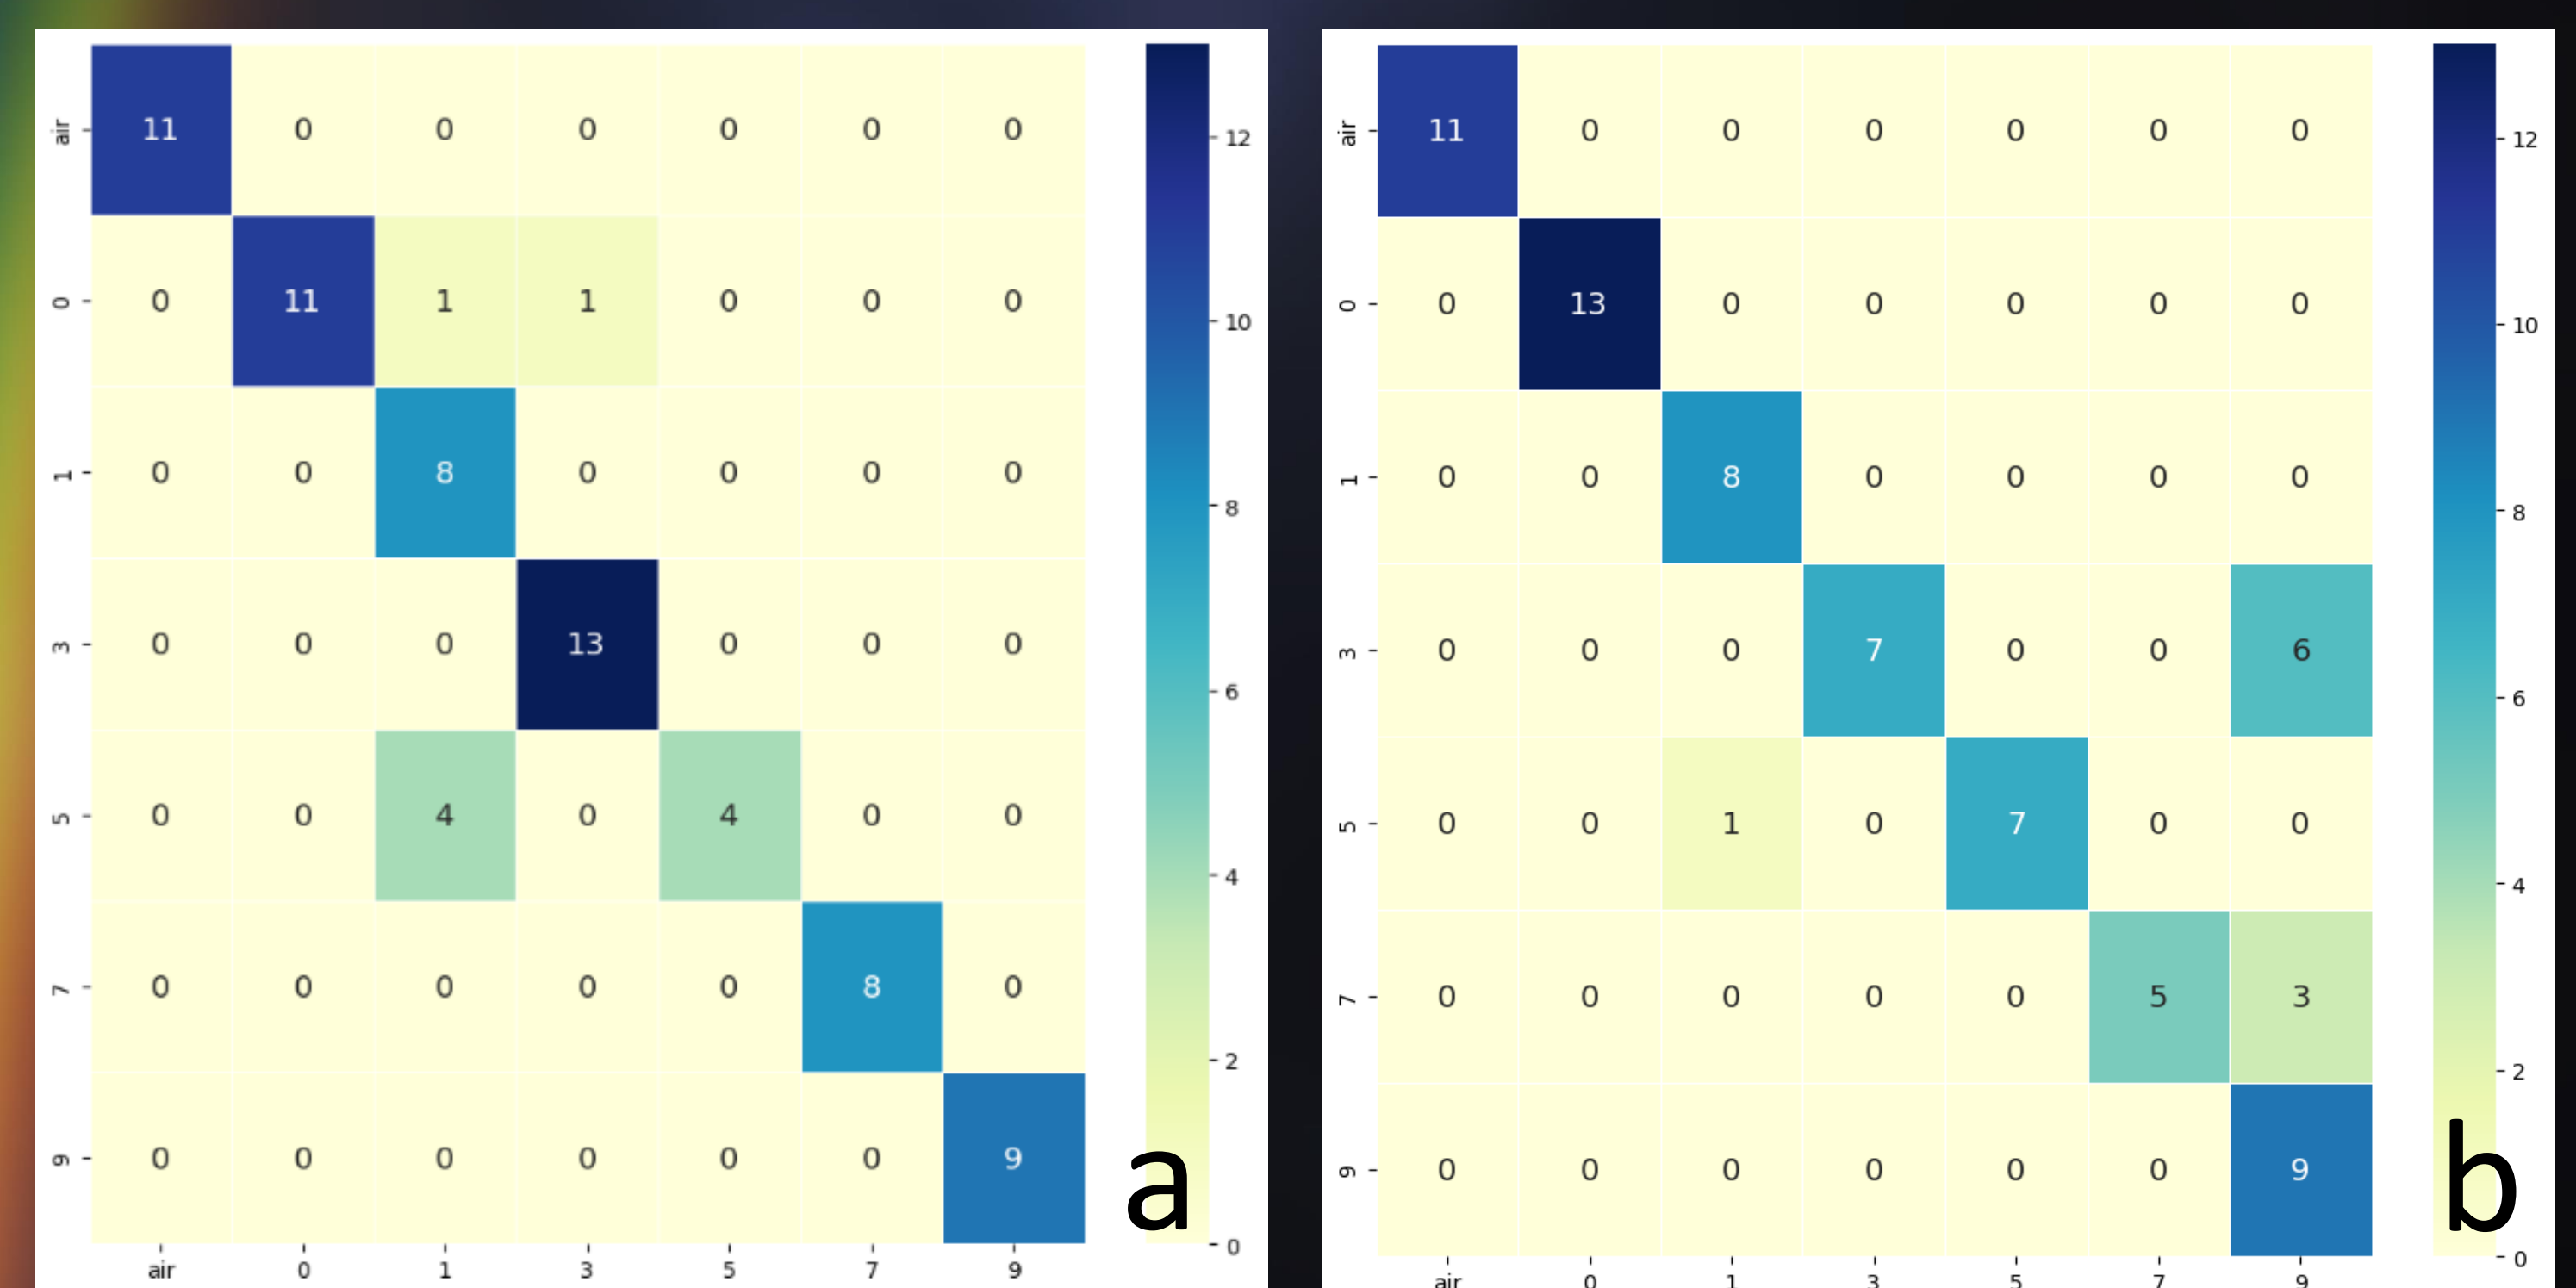 air 11 0 0 0 0 0 0
0 0 11 1 1 0 0 0
1 0 0 8 0 0 0 0
3 0 0 0 13 0 0 0
5 0 0 4 0 4 0 0
7 0 0 0 0 0 8 0
9 0 0 0 0 0 0 9
air 0 1 3 5 7 9
12
10
8
6
4
2
0
a
air 11 0 0 0 0 0 0
0 0 13 0 0 0 0 0
1 0 0 8 0 0 0 0
3 0 0 0 7 0 0 6
5 0 0 1 0 7 0 0
7 0 0 0 0 0 5 3
9 0 0 0 0 0 0 9
air 0 1 3 5 7 9
12
10
8
6
4
2
0
b